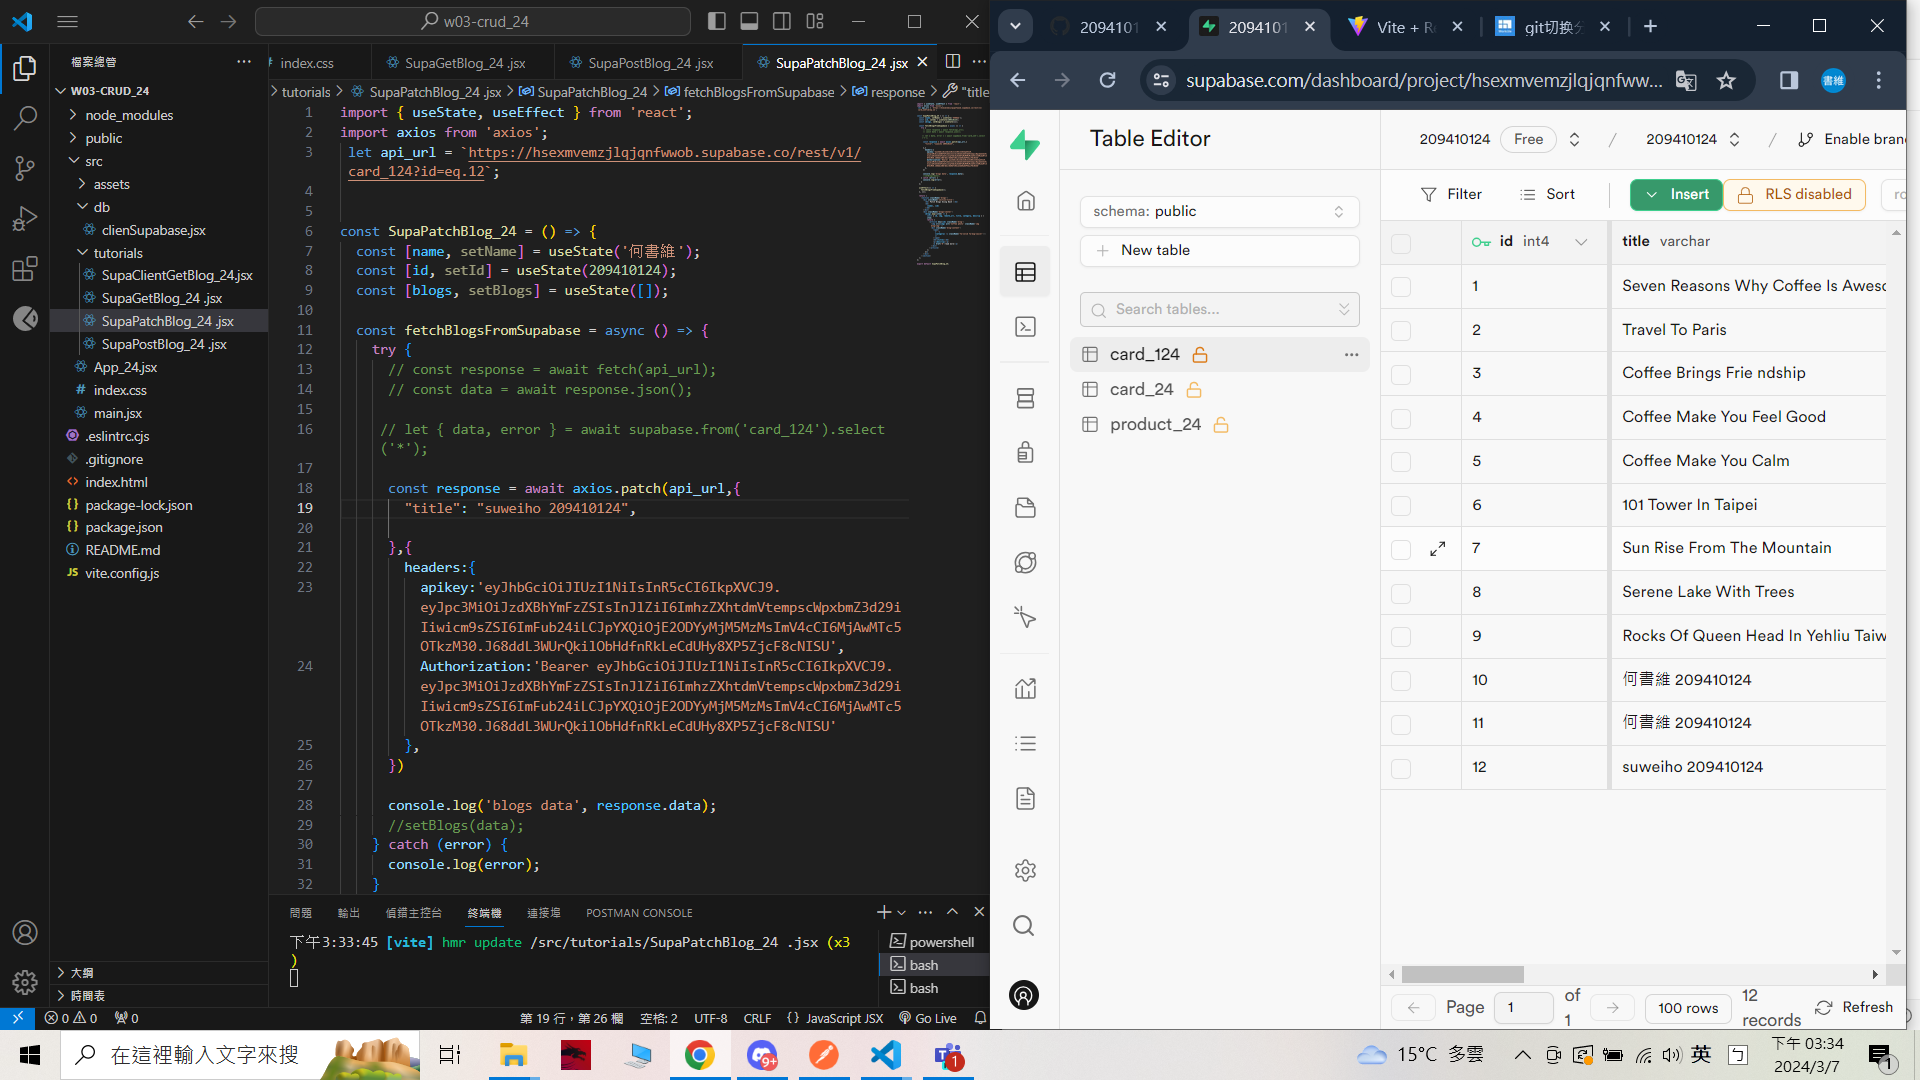 w03-crud_24
檔案總管
W03-CRUD_24
node_modules
public
src
assets
db
clienSupabase.jsx
tutorials
SupaClientGetBlog_24.jsx
SupaGetBlog_24 .jsx
SupaPatchBlog_24 .jsx
SupaPostBlog_24 .jsx
App_24.jsx
index.css
main.jsx
.eslintrc.cjs
.gitignore
index.html
package-lock.json
package.json
README.md
vite.config.js
大綱
時間表
index.css
SupaGetBlog_24 .jsx
SupaPostBlog_24 .jsx
SupaPatchBlog_24 .jsx
tutorials > SupaPatchBlog_24 .jsx > SupaPatchBlog_24 > fetchBlogsFromSupabase > response > "title
1 import { useState, useEffect } from 'react';
2 import axios from 'axios';
3 let api_url = `https://hsexmvemzjlqjqnfwwob.supabase.co/rest/v1/
card_124?id=eq.12`;
4
5
6 const SupaPatchBlog_24 = () => {
7 const [name, setName] = useState('何書維');
8 const [id, setId] = useState(209410124);
9 const [blogs, setBlogs] = useState([]);
10
11 const fetchBlogsFromSupabase = async () => {
12 try {
13 // const response = await fetch(api_url);
14 // const data = await response.json();
15
16 // let { data, error } = await supabase.from('card_124').select
('*');
17
18 const response = await axios.patch(api_url,{
19 "title": "suweiho 209410124",
20
21 },{
22 headers:{
23 apikey:'eyJhbGciOiJIUzI1NiIsInR5cCI6IkpXVCJ9.
eyJpc3MiOiJzdXBhYmFzZSIsInJlZiI6ImhzZXhtdmVtempscWpxbmZ3d29i
Iiwicm9sZSI6ImFub24iLCJpYXQiOjE2ODYyMjM5MzMsImV4cCI6MjAwMTc5
OTkzM30.J68ddL3WUrQkilObHdfnRkLeCdUHy8XP5ZjcF8cNISU',
24 Authorization:'Bearer eyJhbGciOiJIUzI1NiIsInR5cCI6IkpXVCJ9.
eyJpc3MiOiJzdXBhYmFzZSIsInJlZiI6ImhzZXhtdmVtempscWpxbmZ3d29i
Iiwicm9sZSI6ImFub24iLCJpYXQiOjE2ODYyMjM5MzMsImV4cCI6MjAwMTc5
OTkzM30.J68ddL3WUrQkilObHdfnRkLeCdUHy8XP5ZjcF8cNISU'
25 },
26 })
27
28 console.log('blogs data', response.data);
29 //setBlogs(data);
30 } catch (error) {
31 console.log(error);
32 }
問題 輸出 偵錯主控台 終端機 連接埠 POSTMAN CONSOLE
下午3:33:45 [vite] hmr update /src/tutorials/SupaPatchBlog_24 .jsx (x3
)
powershell
bash
bash
0 0 0
第 19 行，第 26 欄 空格: 2 UTF-8 CRLF {} JavaScript JSX Go Live
2094101
2094101
Vite + Re
git切換分
supabase.com/dashboard/project/hsexmvemzjlqjqnfww...
書維
Table Editor
209410124 Free / 209410124 / Enable bran
schema: public
New table
Search tables...
card_124
card_24
product_24
Filter Sort Insert RLS disabled ro
id int4 title varchar
1 Seven Reasons Why Coffee Is Aweso
2 Travel To Paris
3 Coffee Brings Frie ndship
4 Coffee Make You Feel Good
5 Coffee Make You Calm
6 101 Tower In Taipei
7 Sun Rise From The Mountain
8 Serene Lake With Trees
9 Rocks Of Queen Head In Yehliu Taiw
10 何書維 209410124
11 何書維 209410124
12 suweiho 209410124
Page 1 of 1 100 rows 12 records Refresh
在這裡輸入文字來搜
9+
1
15°C 多雲
英
ㄅ
下午 03:34
2024/3/7
1